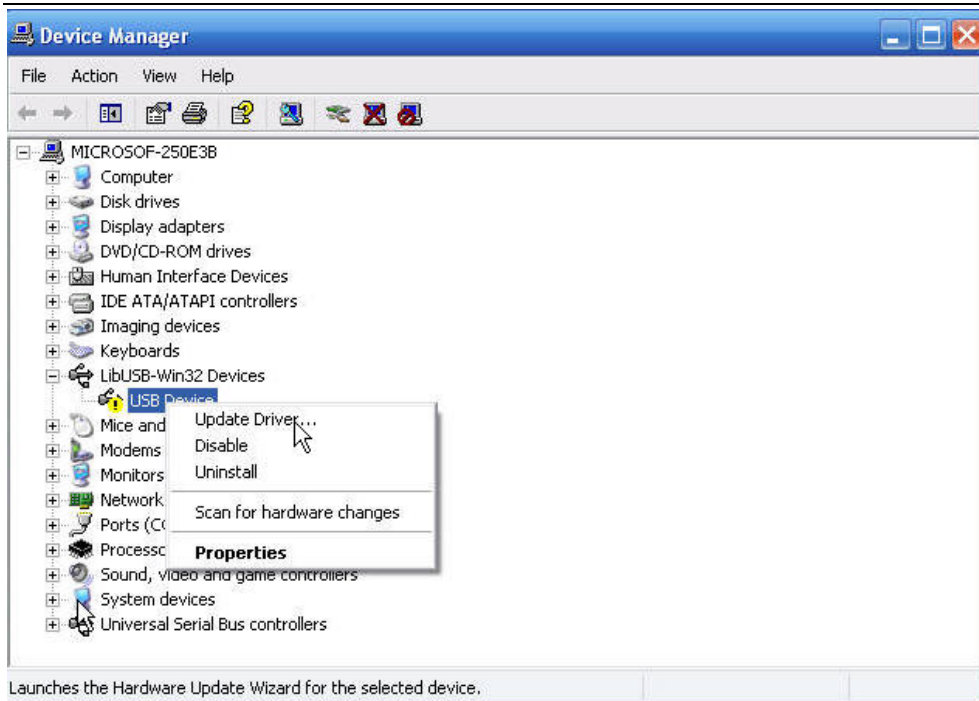 Device Manager
File Action View Help
MICROSOF-250E3B
Computer
Disk drives
Display adapters
DVD/CD-ROM drives
Human Interface Devices
IDE ATA/ATAPI controllers
Imaging devices
Keyboards
LibUSB-Win32 Devices
USB Device
Mice and
Modems
Monitors
Network
Ports (CO
Processo
Sound, video and game controllers
System devices
Universal Serial Bus controllers
Update Driver...
Disable
Uninstall
Scan for hardware changes
Properties
Launches the Hardware Update Wizard for the selected device.